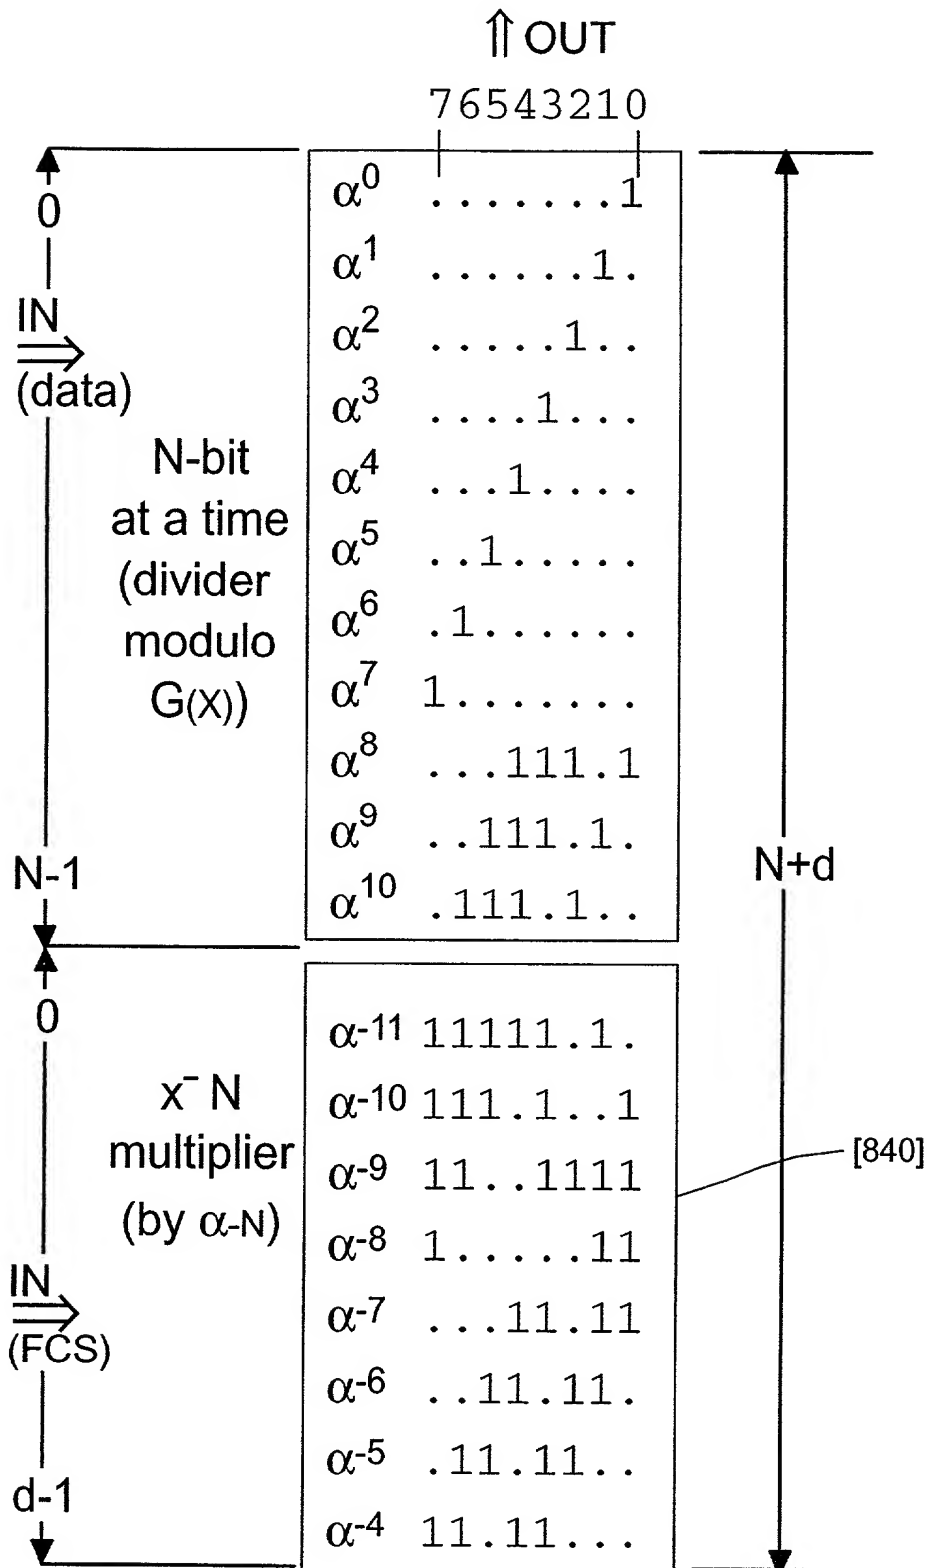 ⇑ OUT
76543210
α0 .......1
0
α1 ......1.
IN
α2 .....1..
⇒
(data)
α3 ....1...
N-bit
α4 ...1....
at a time
α5 ..1.....
(divider
α6 .1......
modulo
α7 1.......
G(X))
α8 ...111.1
α9 ..111.1.
N-1
N+d
α10 .111.1..
0
α-11 11111.1.
x- N
α-10 111.1..1
multiplier
[840]
α-9 11..1111
(by α-N)
α-8 1.....11
IN
⇒
α-7 ...11.11
(FCS)
α-6 ..11.11.
α-5 .11.11..
d-1
α-4 11.11...